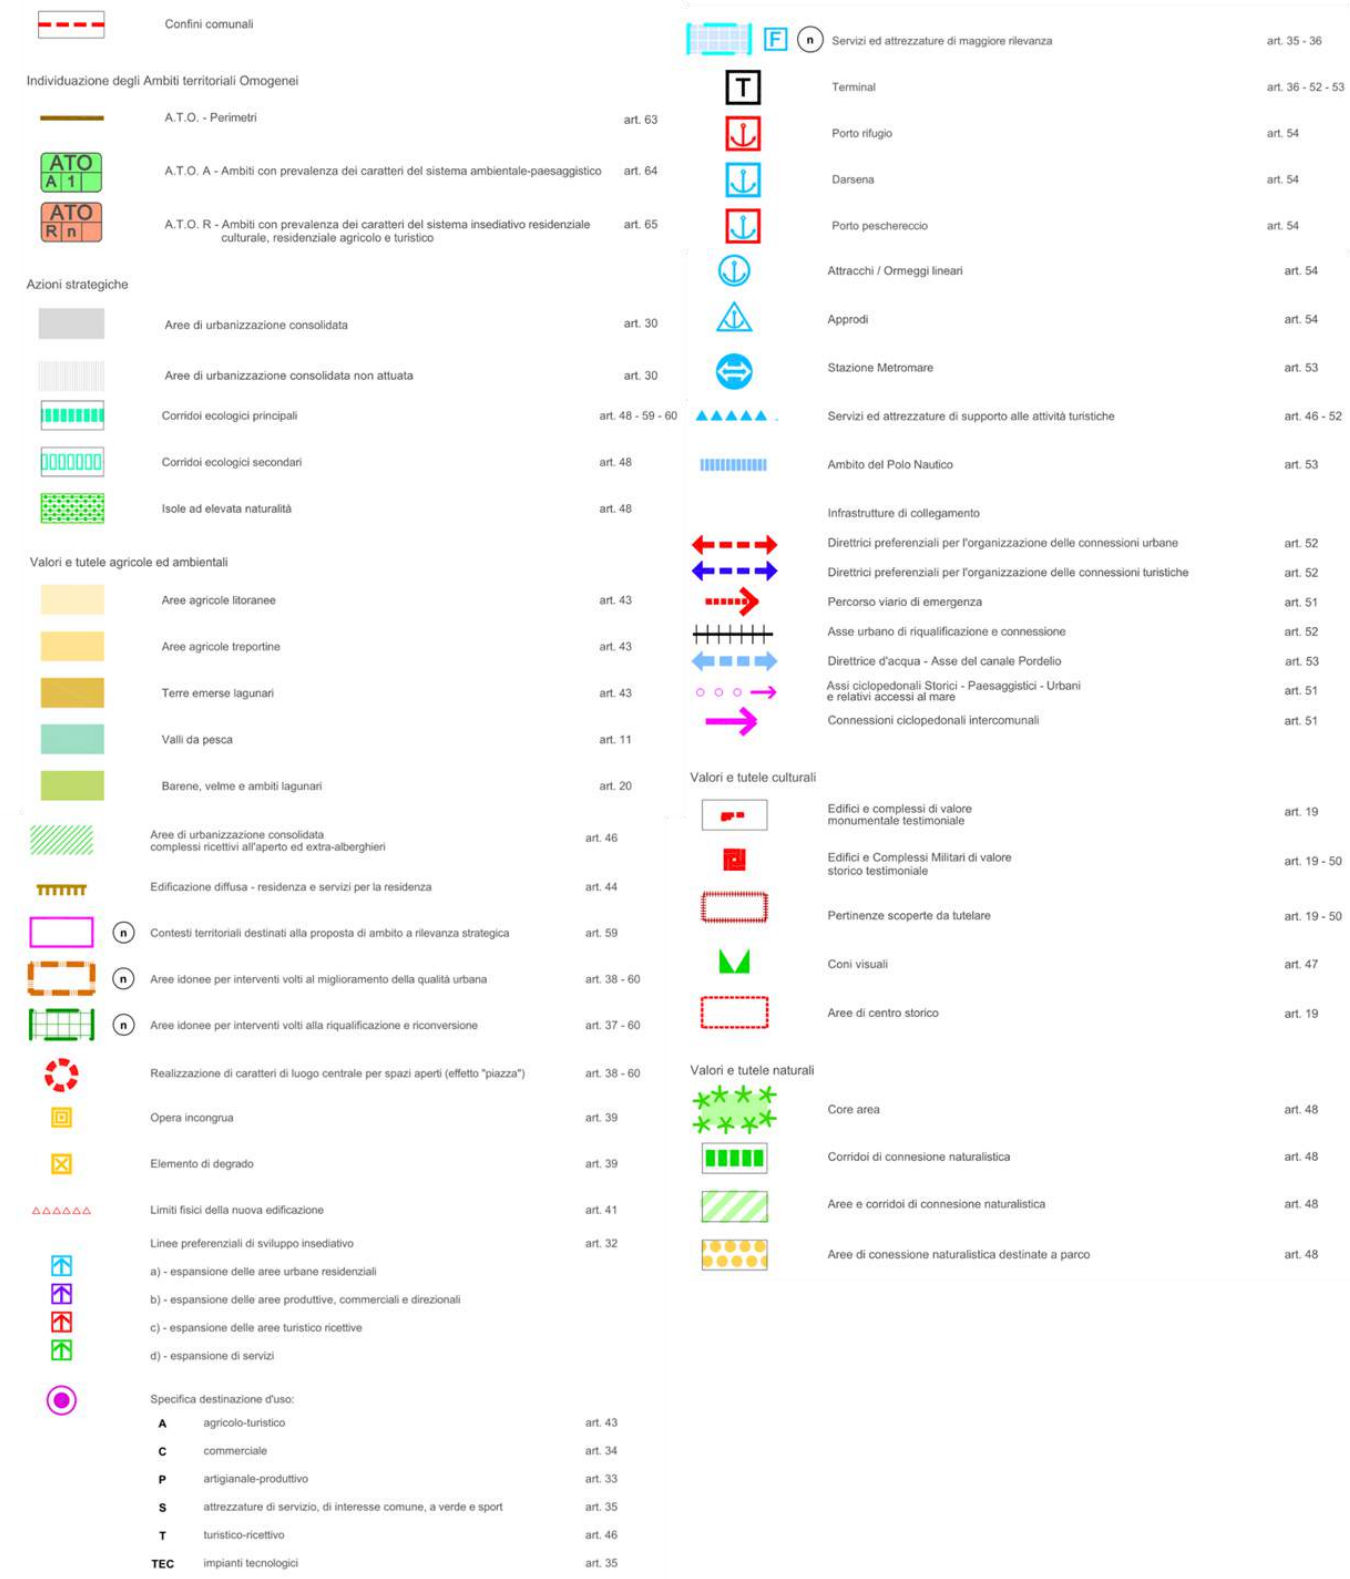 Confini comunali
Individuazione degli Ambiti territoriali Omogenei
A.T.O. - Perimetri art. 63
ATO
A 1
A.T.O. A - Ambiti con prevalenza dei caratteri del sistema ambientale-paesaggistico art. 64
ATO
R n
A.T.O. R - Ambiti con prevalenza dei caratteri del sistema insediativo residenziale art. 65
culturale, residenziale agricolo e turistico
Azioni strategiche
Aree di urbanizzazione consolidata art. 30
Aree di urbanizzazione consolidata non attuata art. 30
Corridoi ecologici principali art. 48 - 59 - 60
Corridoi ecologici secondari art. 48
Isole ad elevata naturalità art. 48
Valori e tutele agricole ed ambientali
Aree agricole litoranee art. 43
Aree agricole treportine art. 43
Terre emerse lagunari art. 43
Valli da pesca art. 11
Barene, velme e ambiti lagunari art. 20
Aree di urbanizzazione consolidata
complessi ricettivi all'aperto ed extra-alberghieri art. 46
Edificazione diffusa - residenza e servizi per la residenza art. 44
n Contesti territoriali destinati alla proposta di ambito a rilevanza strategica art. 59
n Aree idonee per interventi volti al miglioramento della qualità urbana art. 38 - 60
n Aree idonee per interventi volti alla riqualificazione e riconversione art. 37 - 60
Realizzazione di caratteri di luogo centrale per spazi aperti (effetto "piazza") art. 38 - 60
Opera incongrua art. 39
Elemento di degrado art. 39
Limiti fisici della nuova edificazione art. 41
Linee preferenziali di sviluppo insediativo art. 32
a) - espansione delle aree urbane residenziali
b) - espansione delle aree produttive, commerciali e direzionali
c) - espansione delle aree turistico ricettive
d) - espansione di servizi
Specifica destinazione d'uso:
A agricolo-turistico art. 43
C commerciale art. 34
P artigianale-produttivo art. 33
S attrezzature di servizio, di interesse comune, a verde e sport art. 35
T turistico-ricettivo art. 46
TEC impianti tecnologici art. 35
F n Servizi ed attrezzature di maggiore rilevanza art. 35 - 36
T Terminal art. 36 - 52 - 53
Porto rifugio art. 54
Darsena art. 54
Porto peschereccio art. 54
Attracchi / Ormeggi lineari art. 54
Approdi art. 54
Stazione Metromare art. 53
Servizi ed attrezzature di supporto alle attività turistiche art. 46 - 52
Ambito del Polo Nautico art. 53
Infrastrutture di collegamento
Direttrici preferenziali per l'organizzazione delle connessioni urbane art. 52
Direttrici preferenziali per l'organizzazione delle connessioni turistiche art. 52
Percorso viario di emergenza art. 51
Asse urbano di riqualificazione e connessione art. 52
Direttrice d'acqua - Asse del canale Pordelio art. 53
Assi ciclopedonali Storici - Paesaggistici - Urbani
e relativi accessi al mare art. 51
Connessioni ciclopedonali intercomunali art. 51
Valori e tutele culturali
Edifici e complessi di valore
monumentale testimoniale art. 19
Edifici e Complessi Militari di valore
storico testimoniale art. 19 - 50
Pertinenze scoperte da tutelare art. 19 - 50
Coni visuali art. 47
Aree di centro storico art. 19
Valori e tutele naturali
Core area art. 48
Corridoi di connesione naturalistica art. 48
Aree e corridoi di connesione naturalistica art. 48
Aree di conessione naturalistica destinate a parco art. 48